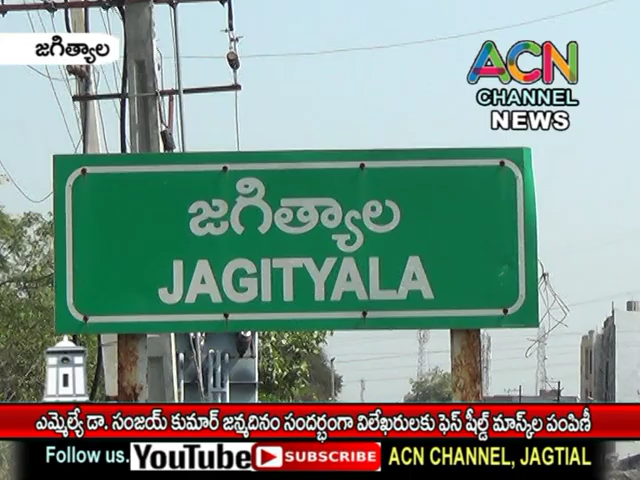 జగిత్యాల
ACN
CHANNEL
NEWS
జగిత్యాల
JAGITYALA
ఎమ్మెల్యే డా. సంజయ్ కుమార్ జన్మదినం సందర్భంగా విలేఖరులకు ఫెస్ షీల్డ్ మాస్క్‌ల పంపిణీ
Follow us. YouTube SUBSCRIBE ACN CHANNEL, JAGTIAL